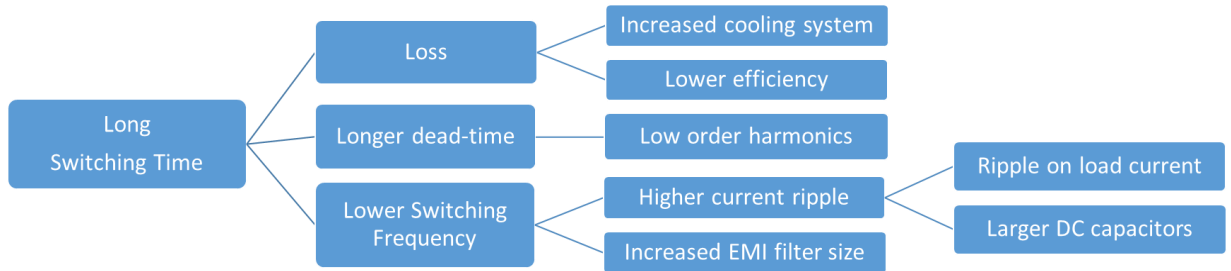 Long
Switching Time
Loss
Increased cooling system
Lower efficiency
Longer dead-time
Low order harmonics
Lower Switching
Frequency
Higher current ripple
Ripple on load current
Larger DC capacitors
Increased EMI filter size